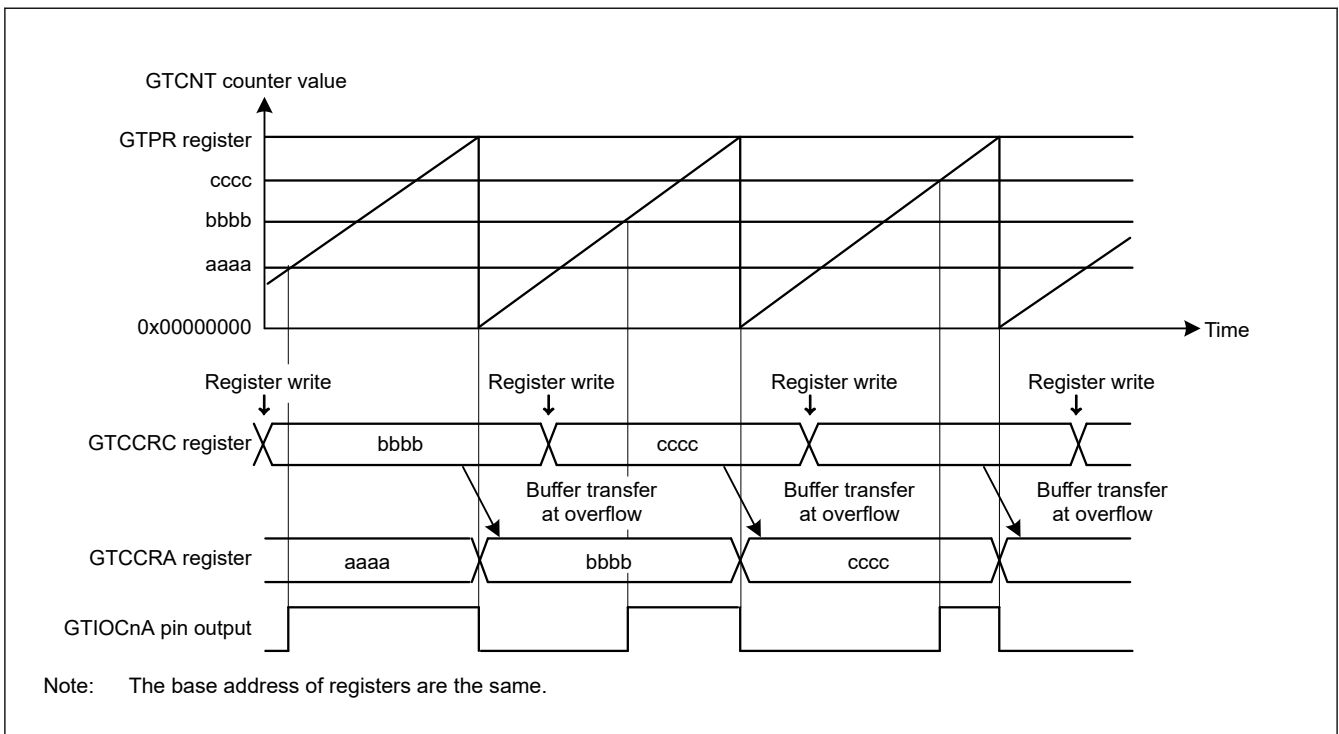 GTCNT counter value
GTPR register
cccc
bbbb
aaaa
0x00000000
Time
Register write Register write Register write Register write
GTCCRC register bbbb cccc
Buffer transfer Buffer transfer Buffer transfer
at overflow at overflow at overflow
GTCCRA register aaaa bbbb cccc
GTIOCnA pin output
Note: The base address of registers are the same.